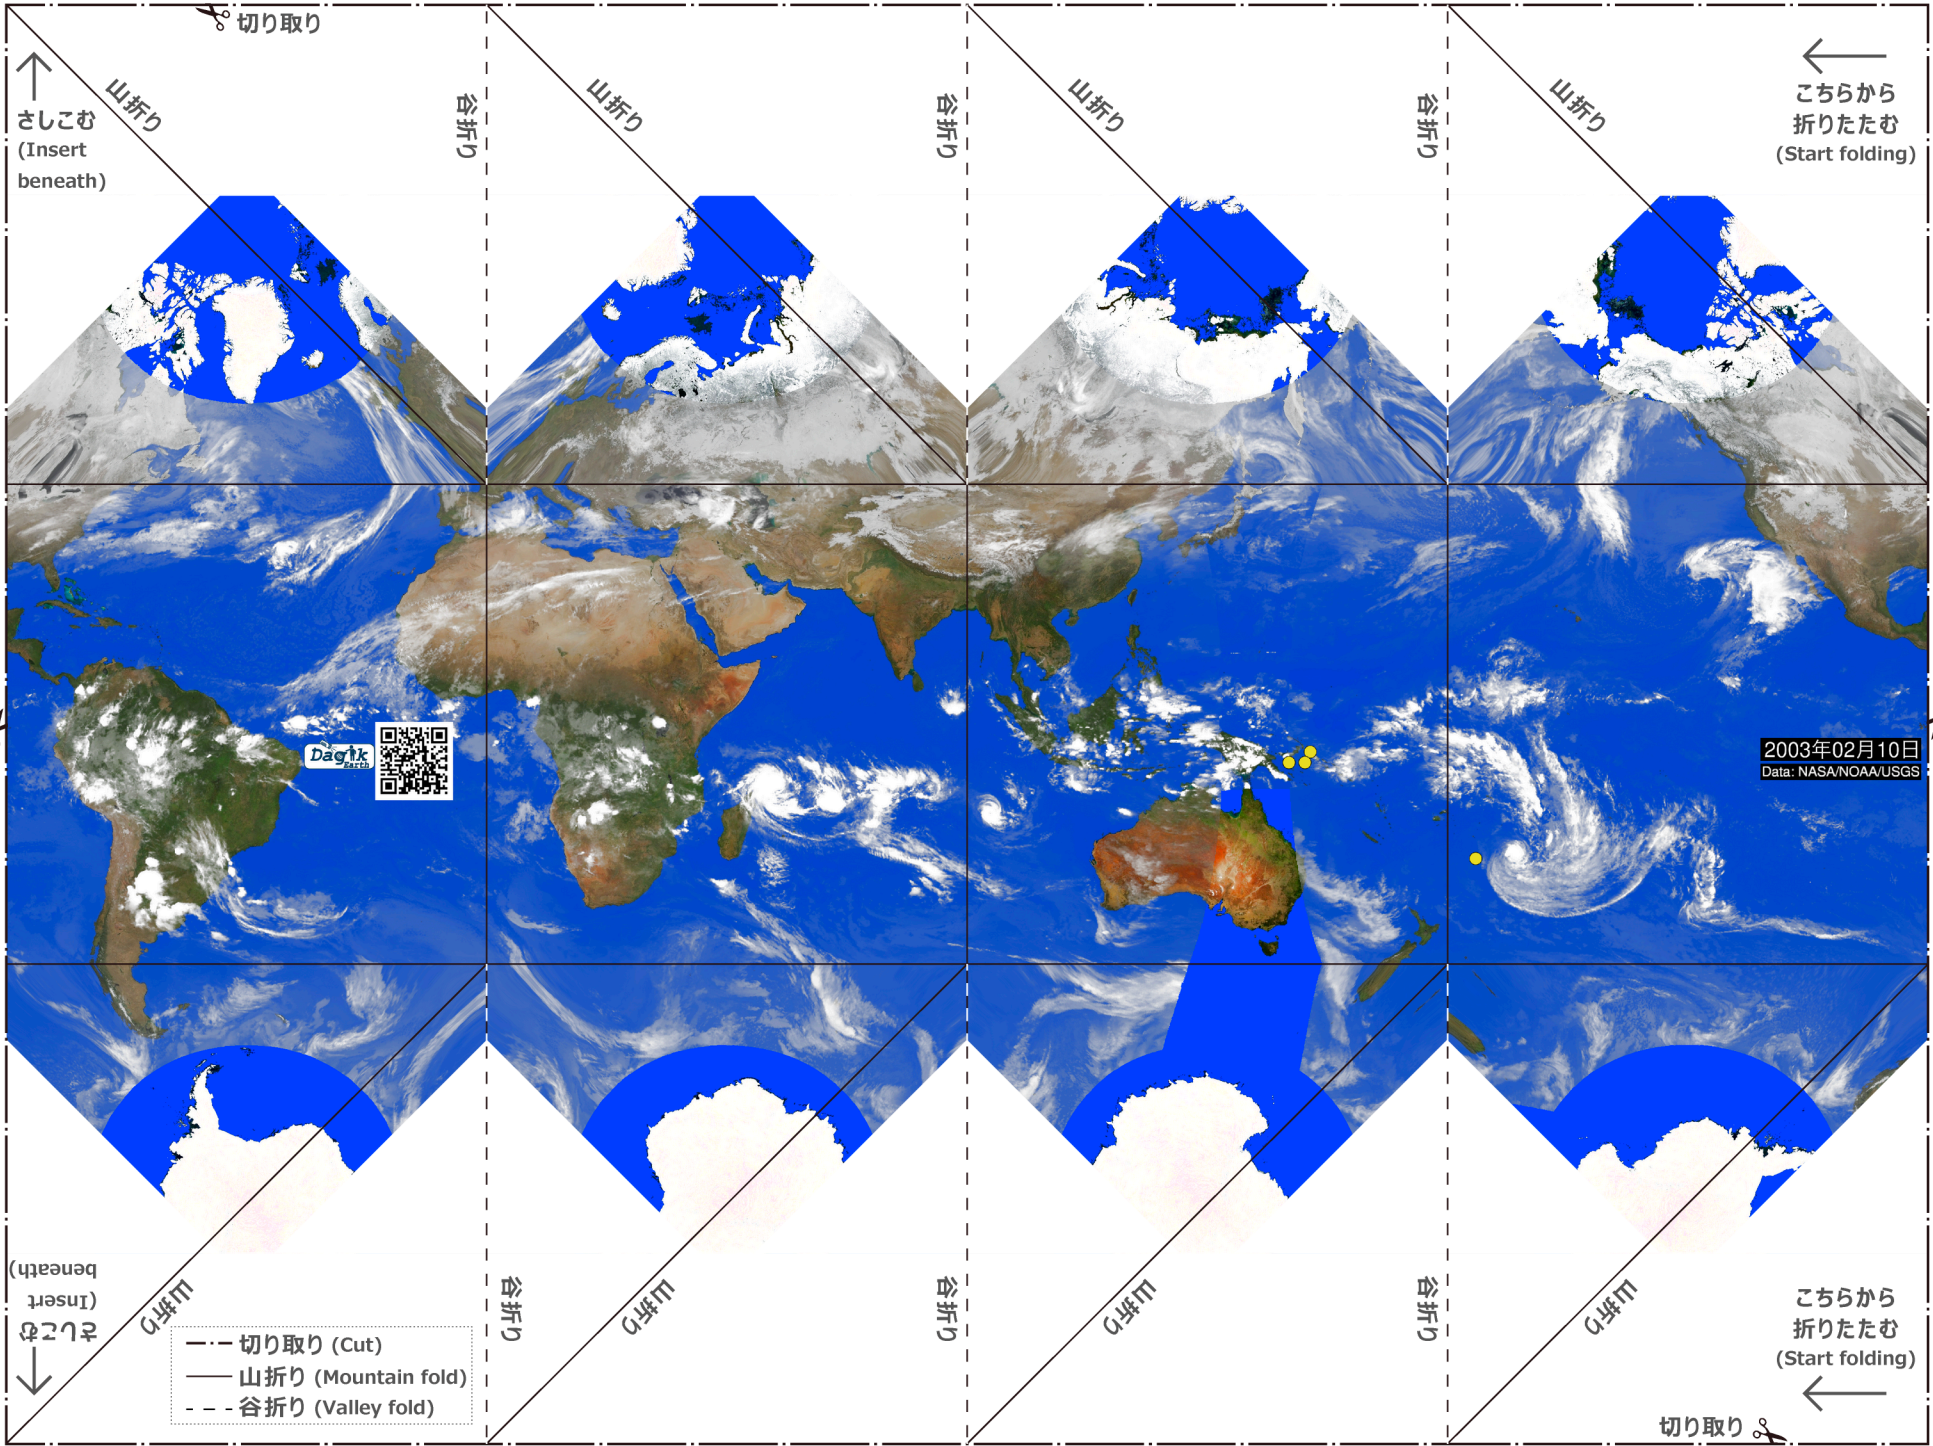 切り取り
山折り
谷折り
山折り
谷折り
山折り
谷折り
山折り
さしこむ
(Insert
beneath)
こちらから
折りたたむ
(Start folding)
Dagik
Earth
2003年02月10日
Data: NASA/NOAA/USGS
さしこむ
(Insert
beneath)
山折り
谷折り
山折り
谷折り
山折り
谷折り
山折り
こちらから
折りたたむ
(Start folding)
切り取り (Cut)
山折り (Mountain fold)
谷折り (Valley fold)
切り取り